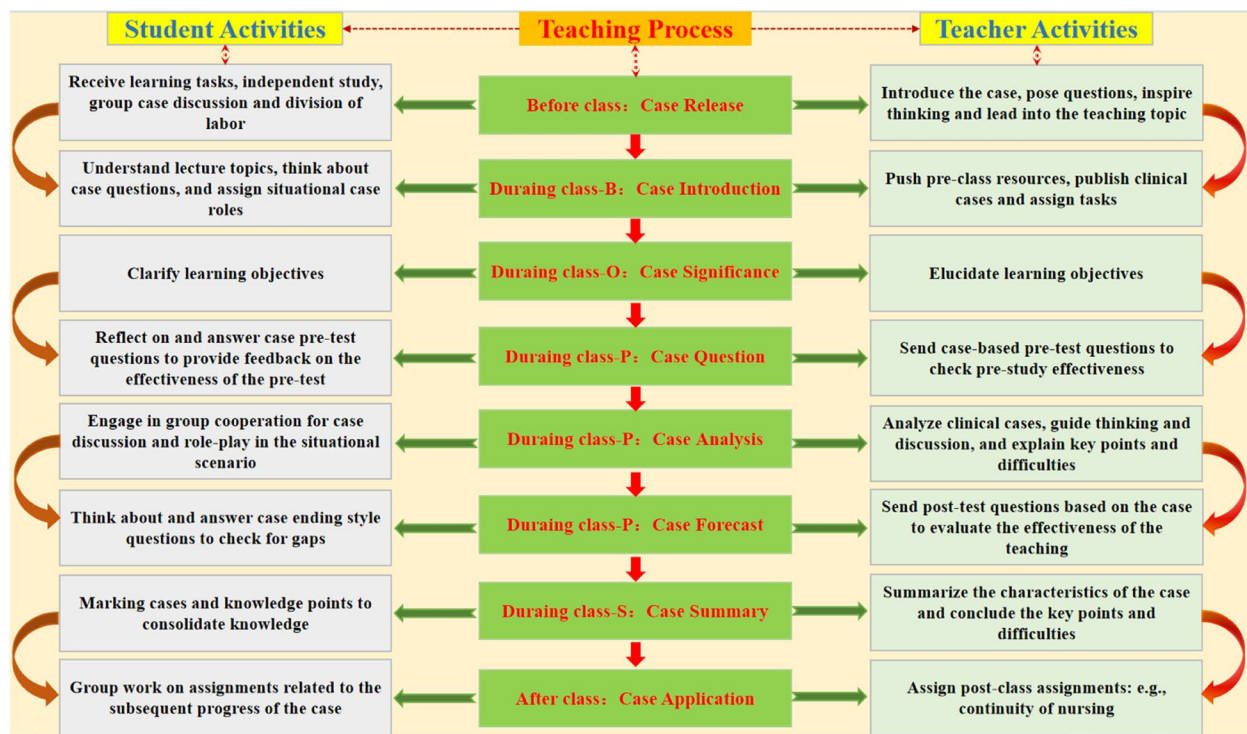 Student Activities
Teaching Process
Teacher Activities
Receive learning tasks, independent study,
group case discussion and division of
labor
Before class：Case Release
Introduce the case, pose questions, inspire
thinking and lead into the teaching topic
Understand lecture topics, think about
case questions, and assign situational case
roles
Duraing class-B：Case Introduction
Push pre-class resources, publish clinical
cases and assign tasks
Clarify learning objectives
Duraing class-O：Case Significance
Elucidate learning objectives
Reflect on and answer case pre-test
questions to provide feedback on the
effectiveness of the pre-test
Duraing class-P：Case Question
Send case-based pre-test questions to
check pre-study effectiveness
Engage in group cooperation for case
discussion and role-play in the situational
scenario
Duraing class-P：Case Analysis
Analyze clinical cases, guide thinking and
discussion, and explain key points and
difficulties
Think about and answer case ending style
questions to check for gaps
Duraing class-P：Case Forecast
Send post-test questions based on the case
to evaluate the effectiveness of the
teaching
Marking cases and knowledge points to
consolidate knowledge
Duraing class-S：Case Summary
Summarize the characteristics of the case
and conclude the key points and
difficulties
Group work on assignments related to the
subsequent progress of the case
After class：Case Application
Assign post-class assignments: e.g.,
continuity of nursing